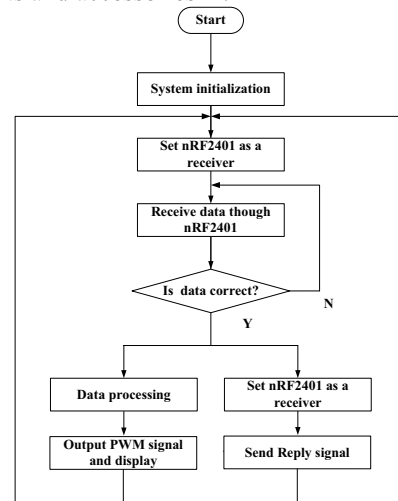 Start
System initialization
Set nRF2401 as a
receiver
Receive data though
nRF2401
Is data correct?
N
Y
Data processing
Set nRF2401 as a
receiver
Output PWM signal
and display
Send Reply signal